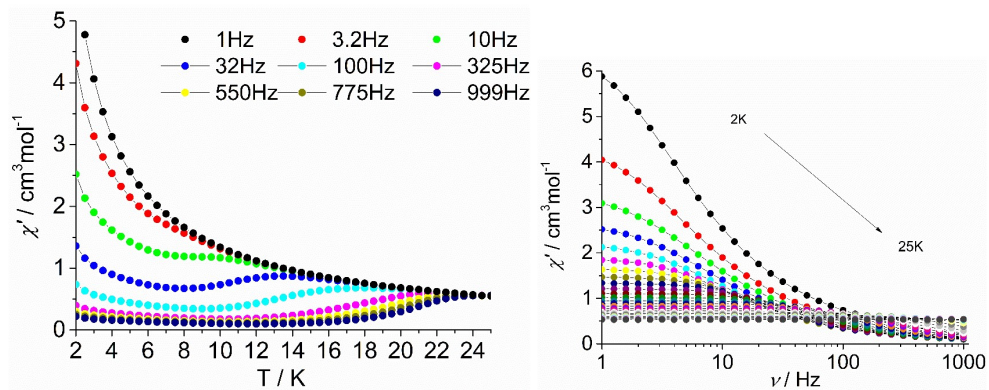 5
4
3
2
1
0
χ′ / cm³mol⁻¹
1Hz 3.2Hz 10Hz
32Hz 100Hz 325Hz
550Hz 775Hz 999Hz
2 4 6 8 10 12 14 16 18 20 22 24
T / K
6
5
4
3
2
1
0
χ′ / cm³mol⁻¹
2K
25K
1 10 100 1000
ν / Hz